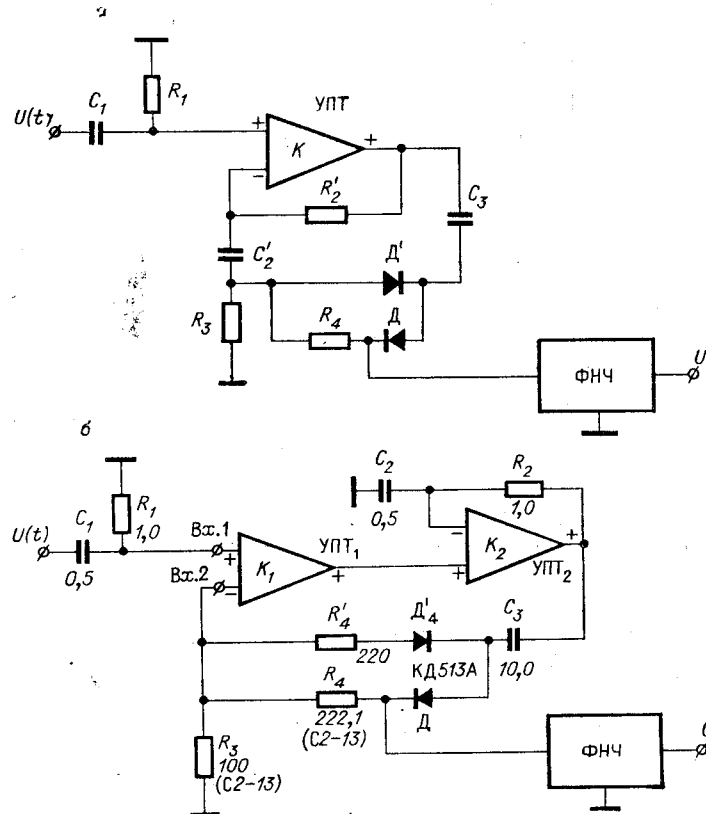 а
C₁
R₁
U(t)
УПТ
+
K
+
−
R′₂
C₃
C′₂
Д′
R₃
R₄
Д
ФНЧ
U
б
C₂
0,5
R₂
1,0
U(t)
C₁
0,5
R₁
1,0
Вх.1
+
K₁
УПТ₁
+
Вх.2
−
−
K₂
+
+
УПТ₂
R′₄
220
Д′₄
C₃
10,0
КД513А
R₄
222,1
(С2-13)
Д
R₃
100
(С2-13)
ФНЧ